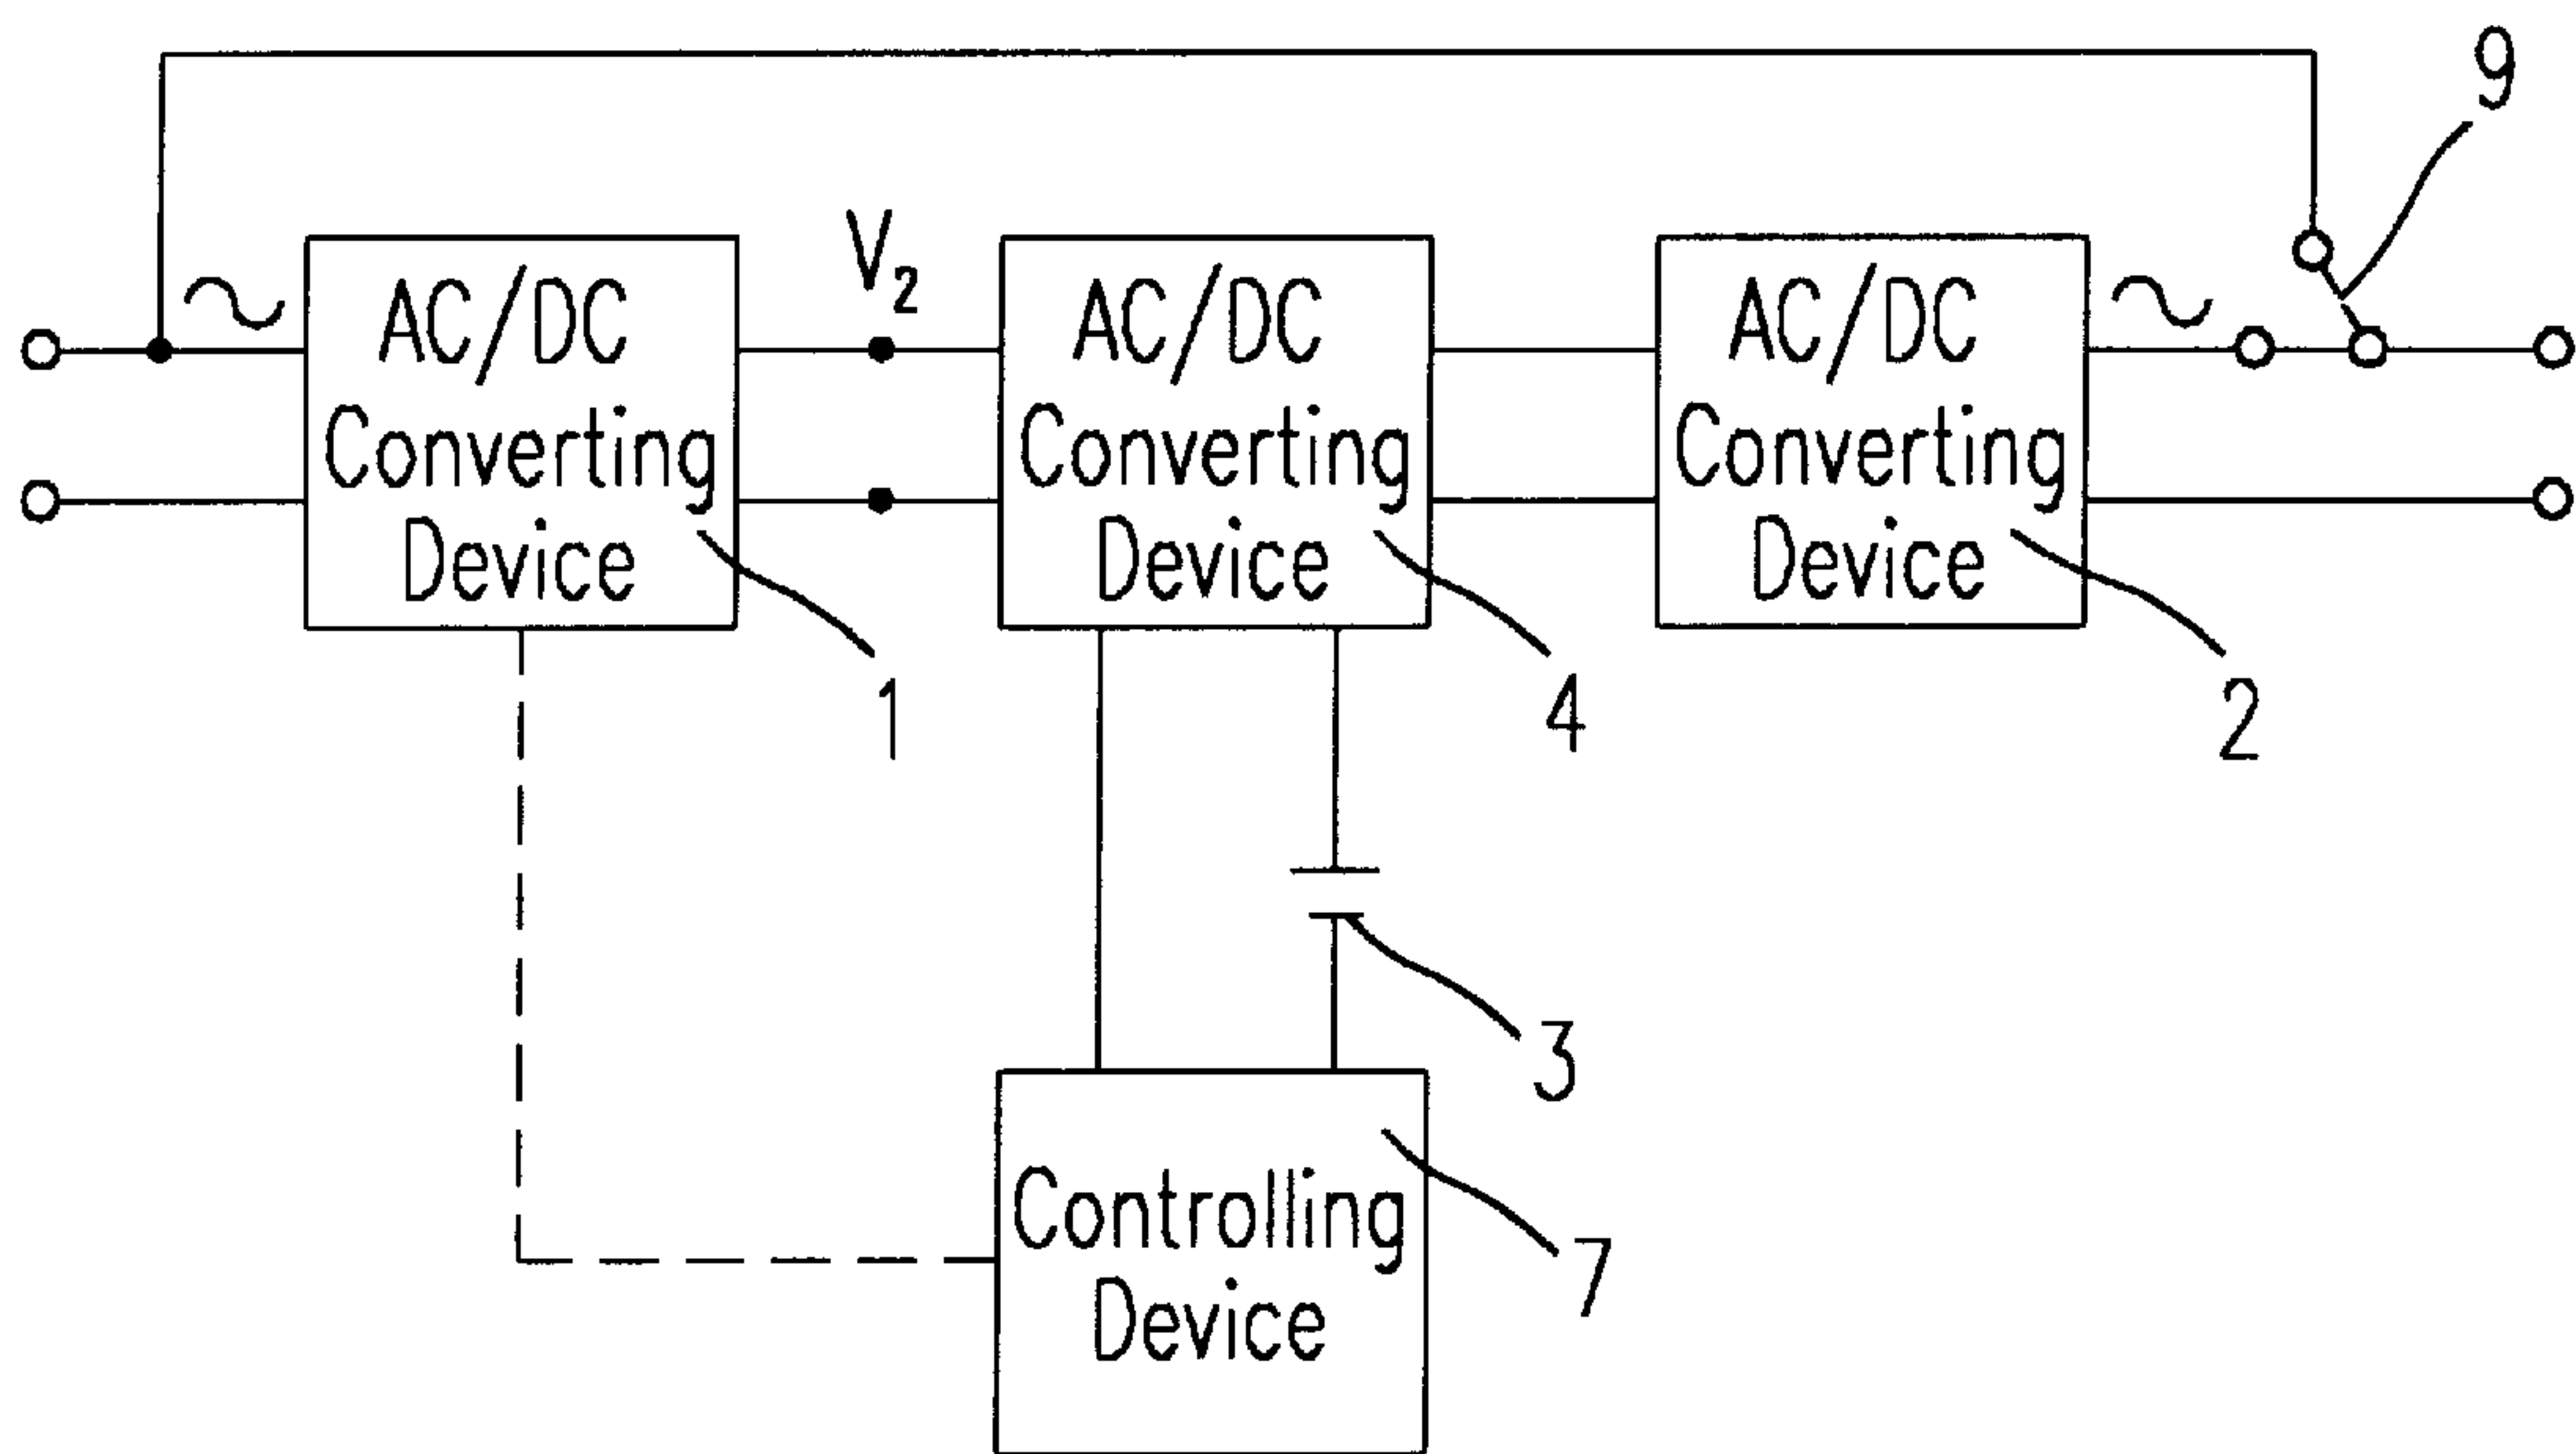 9
V₂
AC/DC
Converting
Device
AC/DC
Converting
Device
AC/DC
Converting
Device
1
4
2
3
Controlling
Device
7